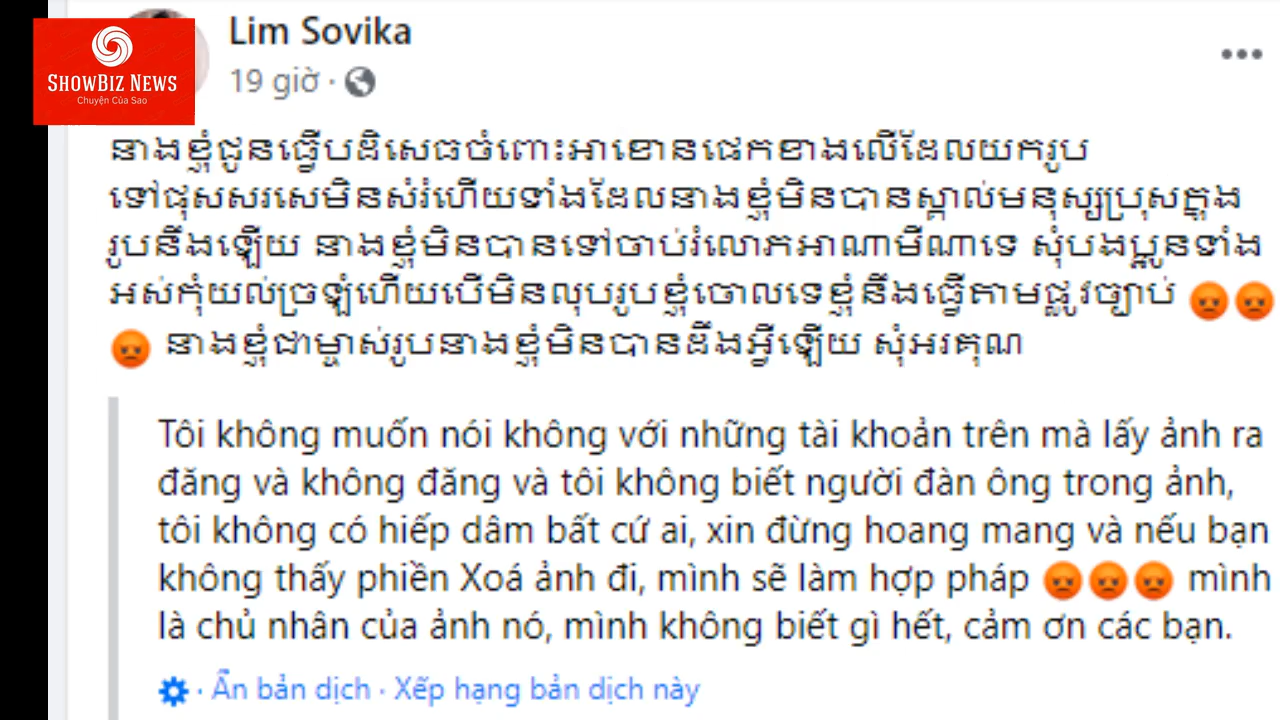 Lim Sovika
SHOWBIZ NEWS
Chuyện Của Sao
19 giờ ·
នាងខ្ញុំជូនធ្វើបដិសេធចំពោះអាខោនផេកខាងលើដែលយករូប
ទៅផុសសរសេមិនសំរំហើយទាំងដែលនាងខ្ញុំមិនបានស្គាល់មនុស្សប្រុសក្នុង
រូបនឹងឡើយ នាងខ្ញុំមិនបានទៅចាប់រំលោភអាណាមីណាទេ សុំបងប្អូនទាំង
អស់កុំយល់ច្រឡំហើយបើមិនលុបរូបខ្ញុំចោលទេខ្ញុំនឹងធ្វើតាមផ្លូវច្បាប់ 😡😡
😡 នាងខ្ញុំជាម្ចាស់រូបនាងខ្ញុំមិនបានដឹងអ្វីឡើយ សុំអរគុណ
Tôi không muốn nói không với những tài khoản trên mà lấy ảnh ra
đăng và không đăng và tôi không biết người đàn ông trong ảnh,
tôi không có hiếp dâm bất cứ ai, xin đừng hoang mang và nếu bạn
không thấy phiền Xoá ảnh đi, mình sẽ làm hợp pháp 😡😡😡 mình
là chủ nhân của ảnh nó, mình không biết gì hết, cảm ơn các bạn.
· Ẩn bản dịch · Xếp hạng bản dịch này